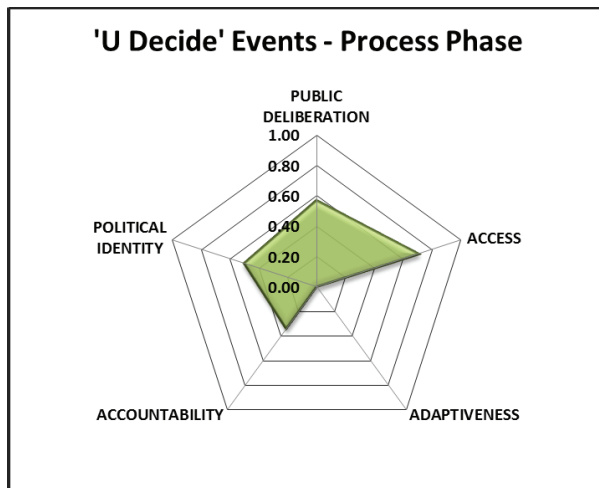 'U Decide' Events - Process Phase
PUBLIC
DELIBERATION
1.00
0.80
0.60
0.40
0.20
0.00
ACCESS
ADAPTIVENESS
ACCOUNTABILITY
POLITICAL
IDENTITY